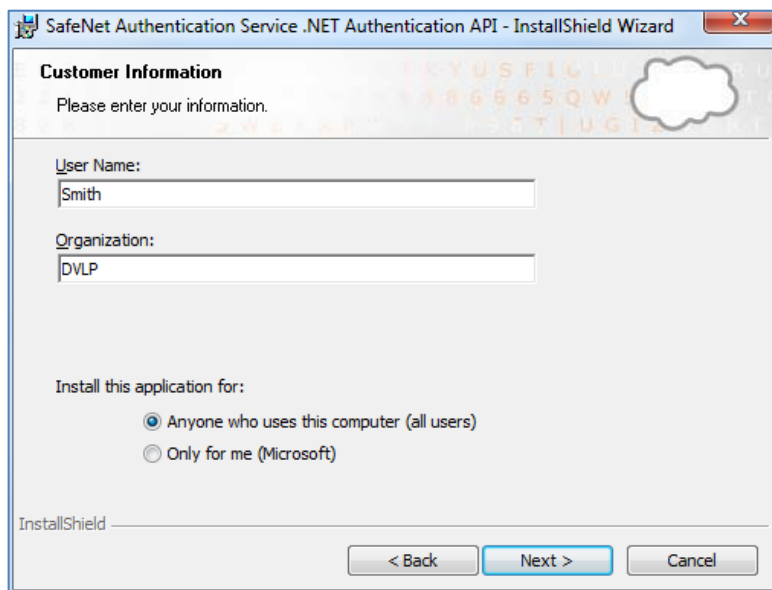 SafeNet Authentication Service .NET Authentication API - InstallShield Wizard
Customer Information
Please enter your information.
User Name:
Smith
Organization:
DVLP
Install this application for:
Anyone who uses this computer (all users)
Only for me (Microsoft)
InstallShield
< Back Next > Cancel